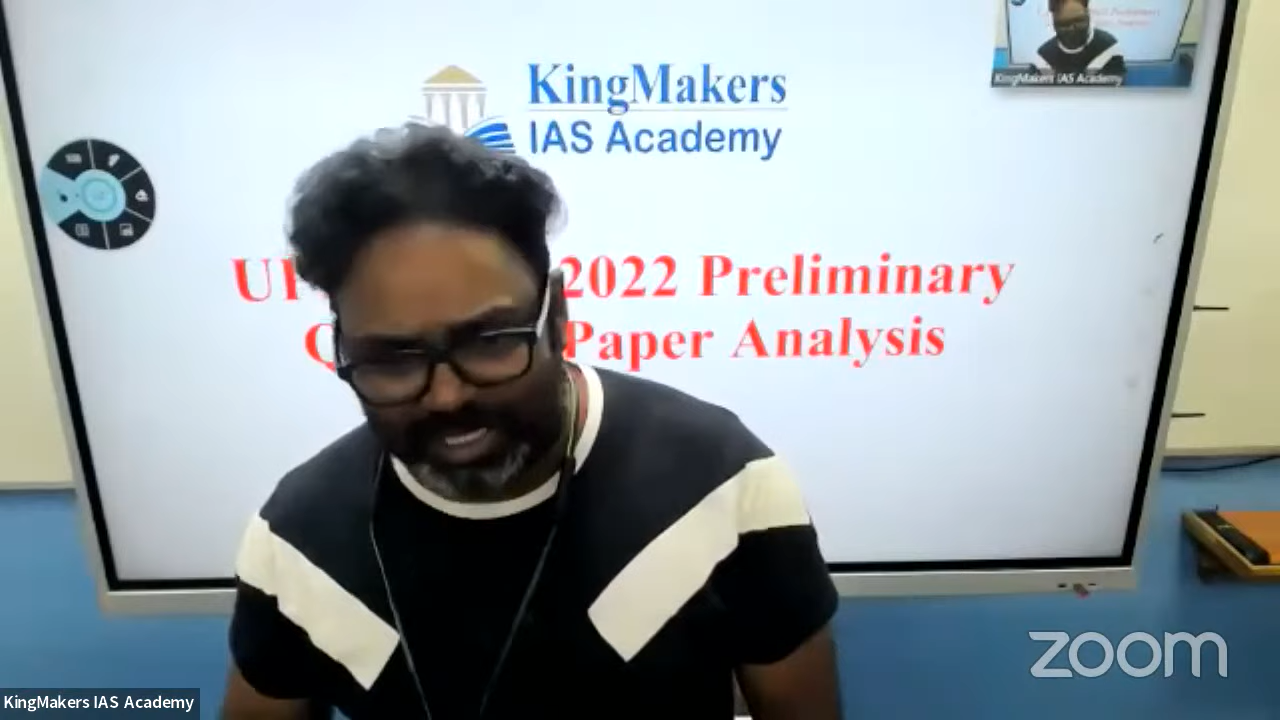 KingMakers
IAS Academy
KingMakers IAS Academy
2022 Preliminary
Paper Analysis
zoom
KingMakers IAS Academy